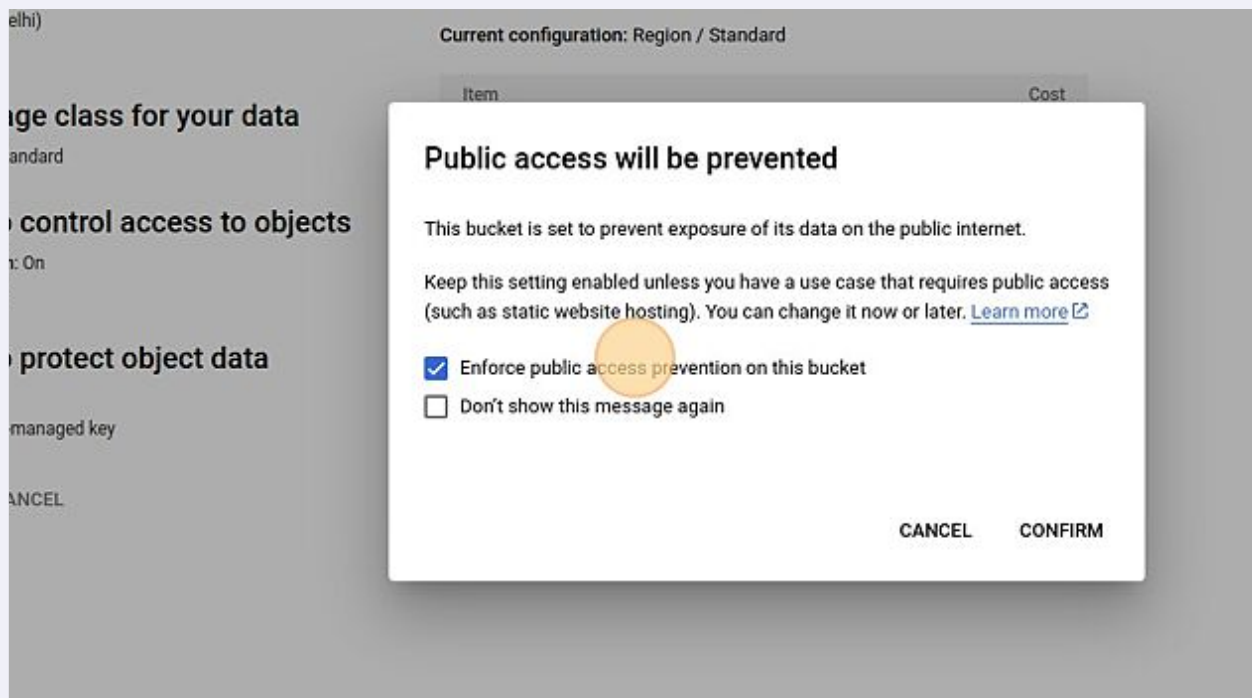 elhi)
Current configuration: Region / Standard
Item Cost
age class for your data
andard
Public access will be prevented
o control access to objects
This bucket is set to prevent exposure of its data on the public internet.
n: On
Keep this setting enabled unless you have a use case that requires public access
(such as static website hosting). You can change it now or later. Learn more
o protect object data
Enforce public access prevention on this bucket
Don't show this message again
-managed key
ANCEL
CANCEL CONFIRM